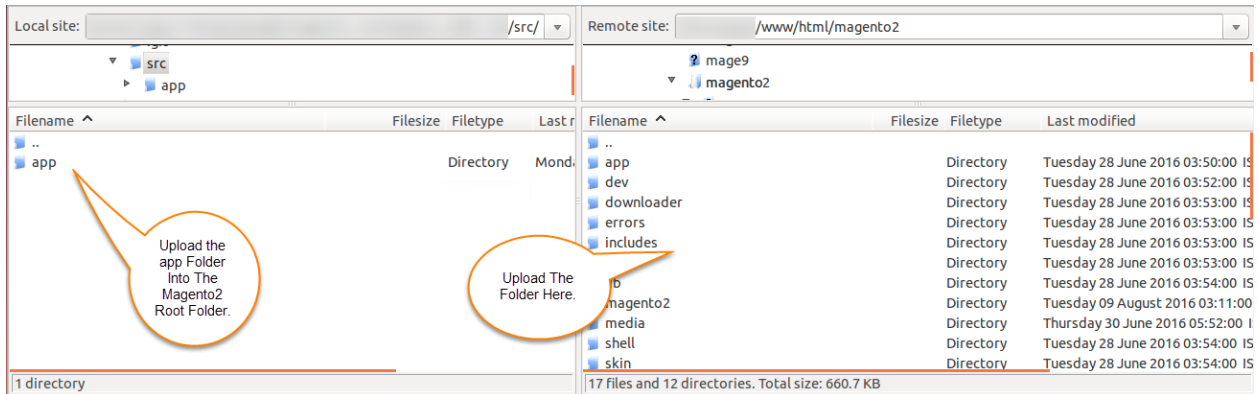 Local site: /src/
src
app
Filename Filesize Filetype
..
app Directory
Upload the
app Folder
Into The
Magento2
Root Folder.
1 directory
Remote site: /www/html/magento2
mage9
magento2
Filename Filesize Filetype Last modified
..
app Directory Tuesday 28 June 2016 03:50:00
dev Directory Tuesday 28 June 2016 03:52:00
downloader Directory Tuesday 28 June 2016 03:53:00
errors Directory Tuesday 28 June 2016 03:53:00
includes Directory Tuesday 28 June 2016 03:53:00
Directory Tuesday 28 June 2016 03:53:00
Directory Tuesday 28 June 2016 03:54:00
magento2 Directory Tuesday 09 August 2016 03:11:00
media Directory Thursday 30 June 2016 05:52:00
shell Directory Tuesday 28 June 2016 03:54:00
skin Directory Tuesday 28 June 2016 03:54:00
Upload The
Folder Here.
17 files and 12 directories. Total size: 660.7 KB